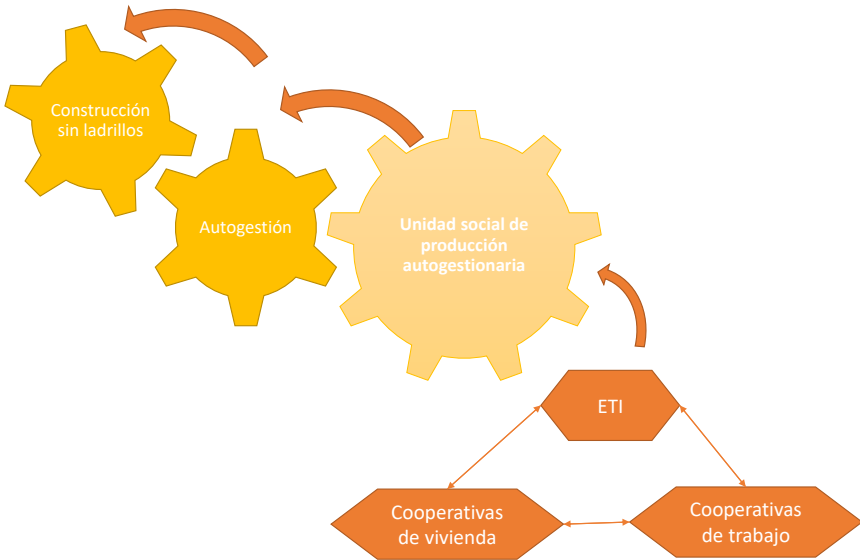 Construcción
sin ladrillos
Autogestión
Unidad social de
producción
autogestionaria
ETI
Cooperativas
de vivienda
Cooperativas
de trabajo